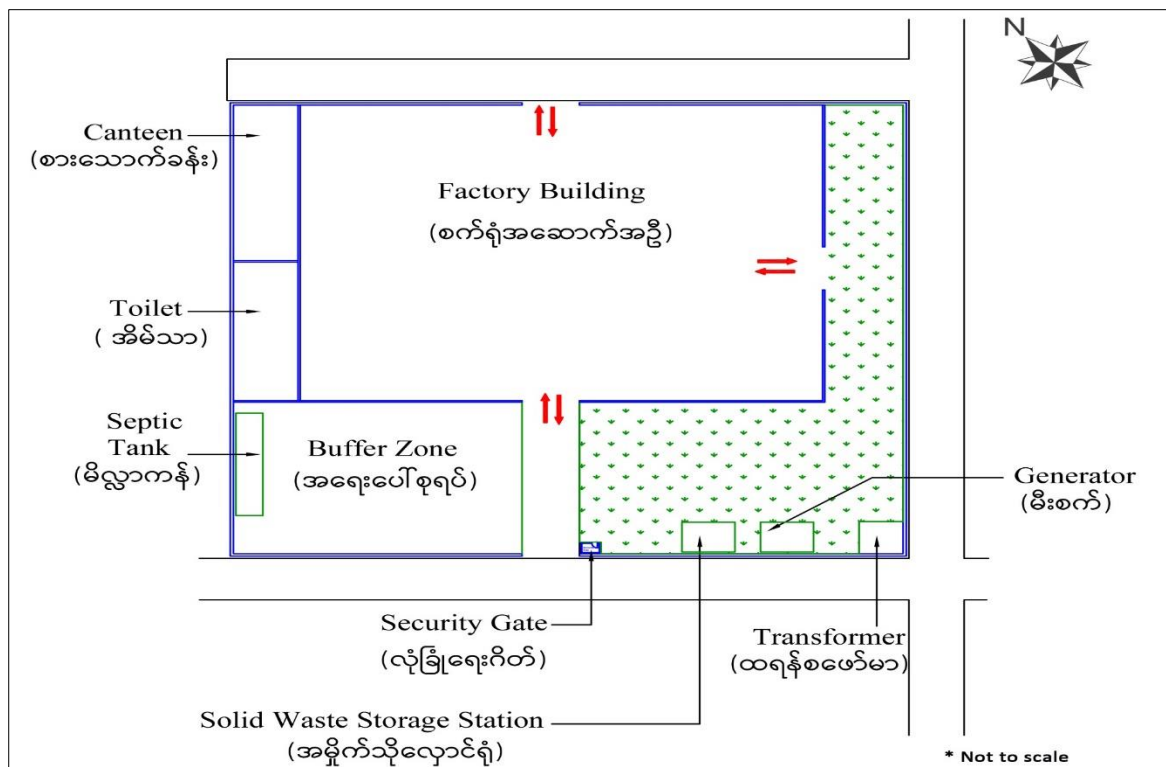 N
Canteen
(စားသောက်ခန်း)
Factory Building
(စက်ရုံအဆောက်အဦ)
Toilet
( အိမ်သာ)
Septic
Tank
(မိလ္လာကန်)
Buffer Zone
(အရေးပေါ်စုရပ်)
Generator
(မီးစက်)
Security Gate
(လုံခြုံရေးဂိတ်)
Transformer
(ထရန်စဖော်မာ)
Solid Waste Storage Station
(အမှိုက်သိုလှောင်ရုံ)
* Not to scale